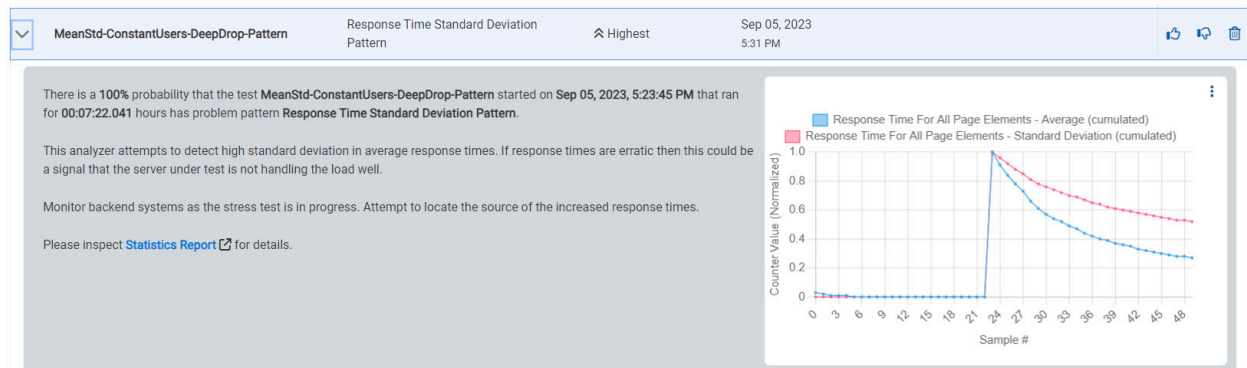 MeanStd-ConstantUsers-DeepDrop-Pattern
Response Time Standard Deviation
Pattern
Highest
Sep 05, 2023
5:31 PM
There is a 100% probability that the test MeanStd-ConstantUsers-DeepDrop-Pattern started on Sep 05, 2023, 5:23:45 PM that ran
for 00:07:22.041 hours has problem pattern Response Time Standard Deviation Pattern.
This analyzer attempts to detect high standard deviation in average response times. If response times are erratic then this could be
a signal that the server under test is not handling the load well.
Monitor backend systems as the stress test is in progress. Attempt to locate the source of the increased response times.
Please inspect Statistics Report for details.
Response Time For All Page Elements - Average (cumulated)
Response Time For All Page Elements - Standard Deviation (cumulated)
Counter Value (Normalized)
1.0
0.8
0.6
0.4
0.2
0
0 3 6 9 12 15 18 21 24 27 30 33 36 39 42 45 48
Sample #